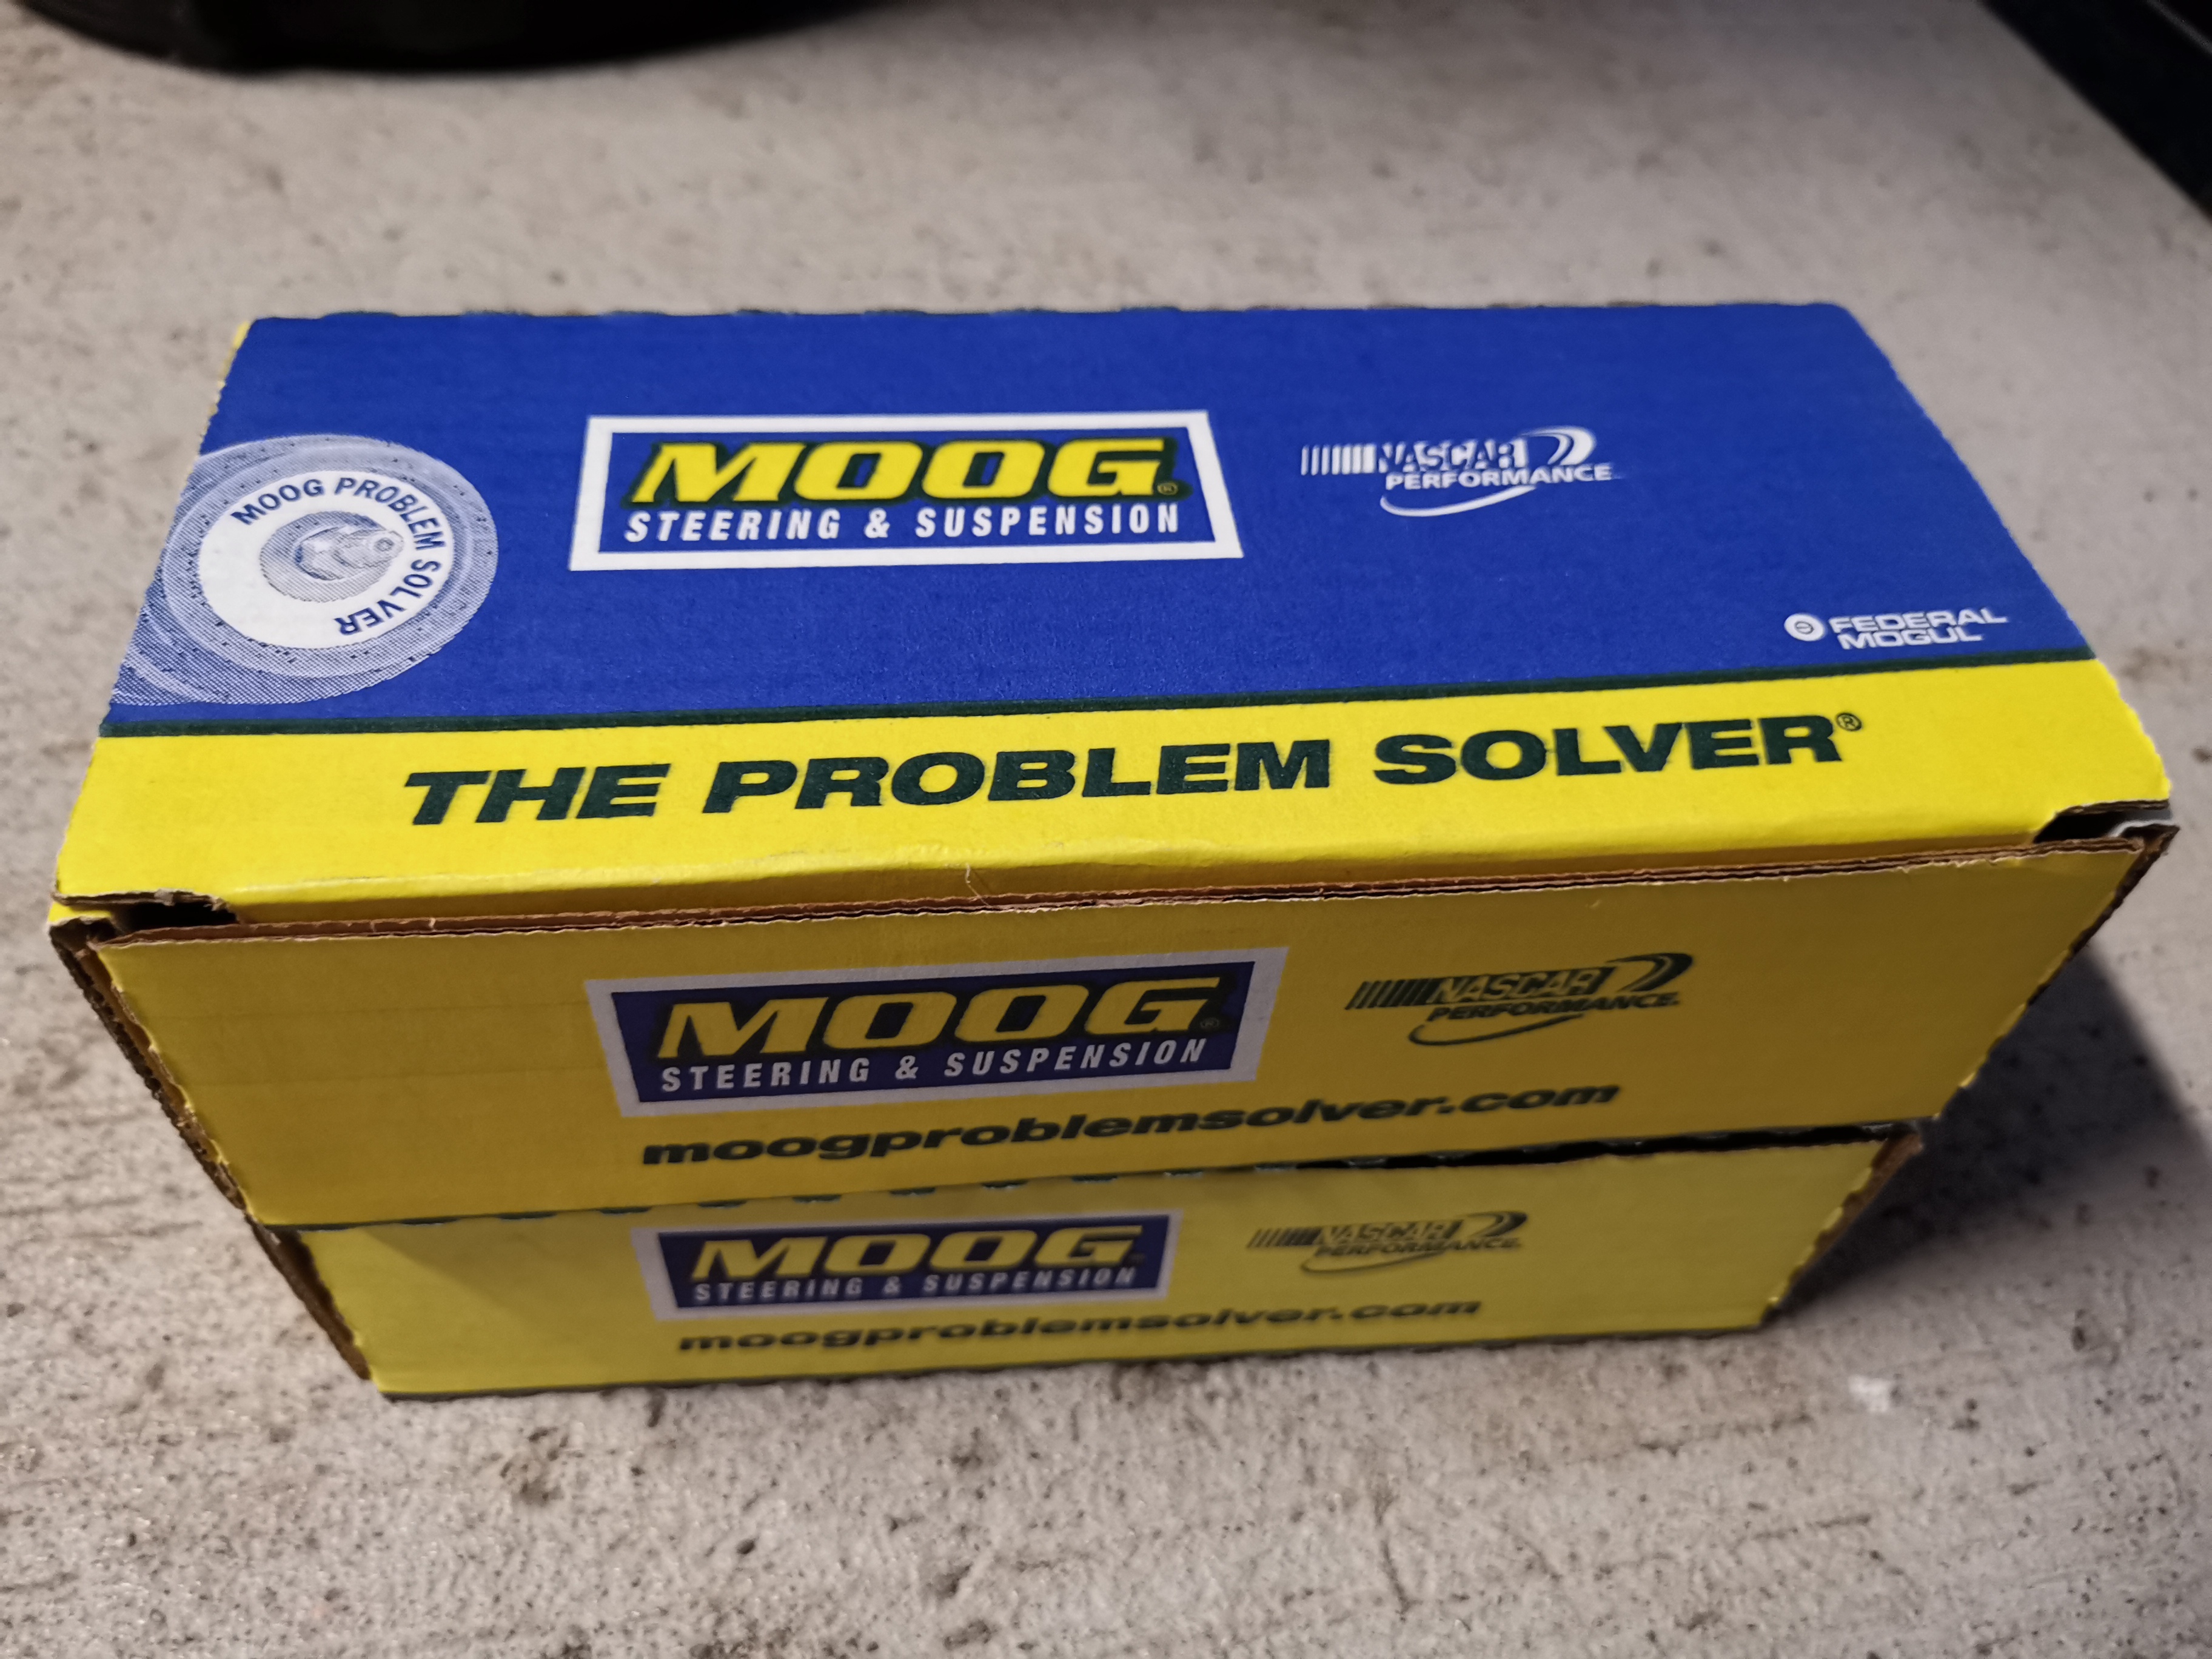 MOOG PROBLEM SOLVER
MOOG®
STEERING & SUSPENSION
NASCAR
PERFORMANCE
FEDERAL
MOGUL
THE PROBLEM SOLVER®
MOOG®
STEERING & SUSPENSION
NASCAR
PERFORMANCE
moogproblemsolver.com
MOOG
STEERING & SUSPENSION
NASCAR
PERFORMANCE
moogproblemsolver.com